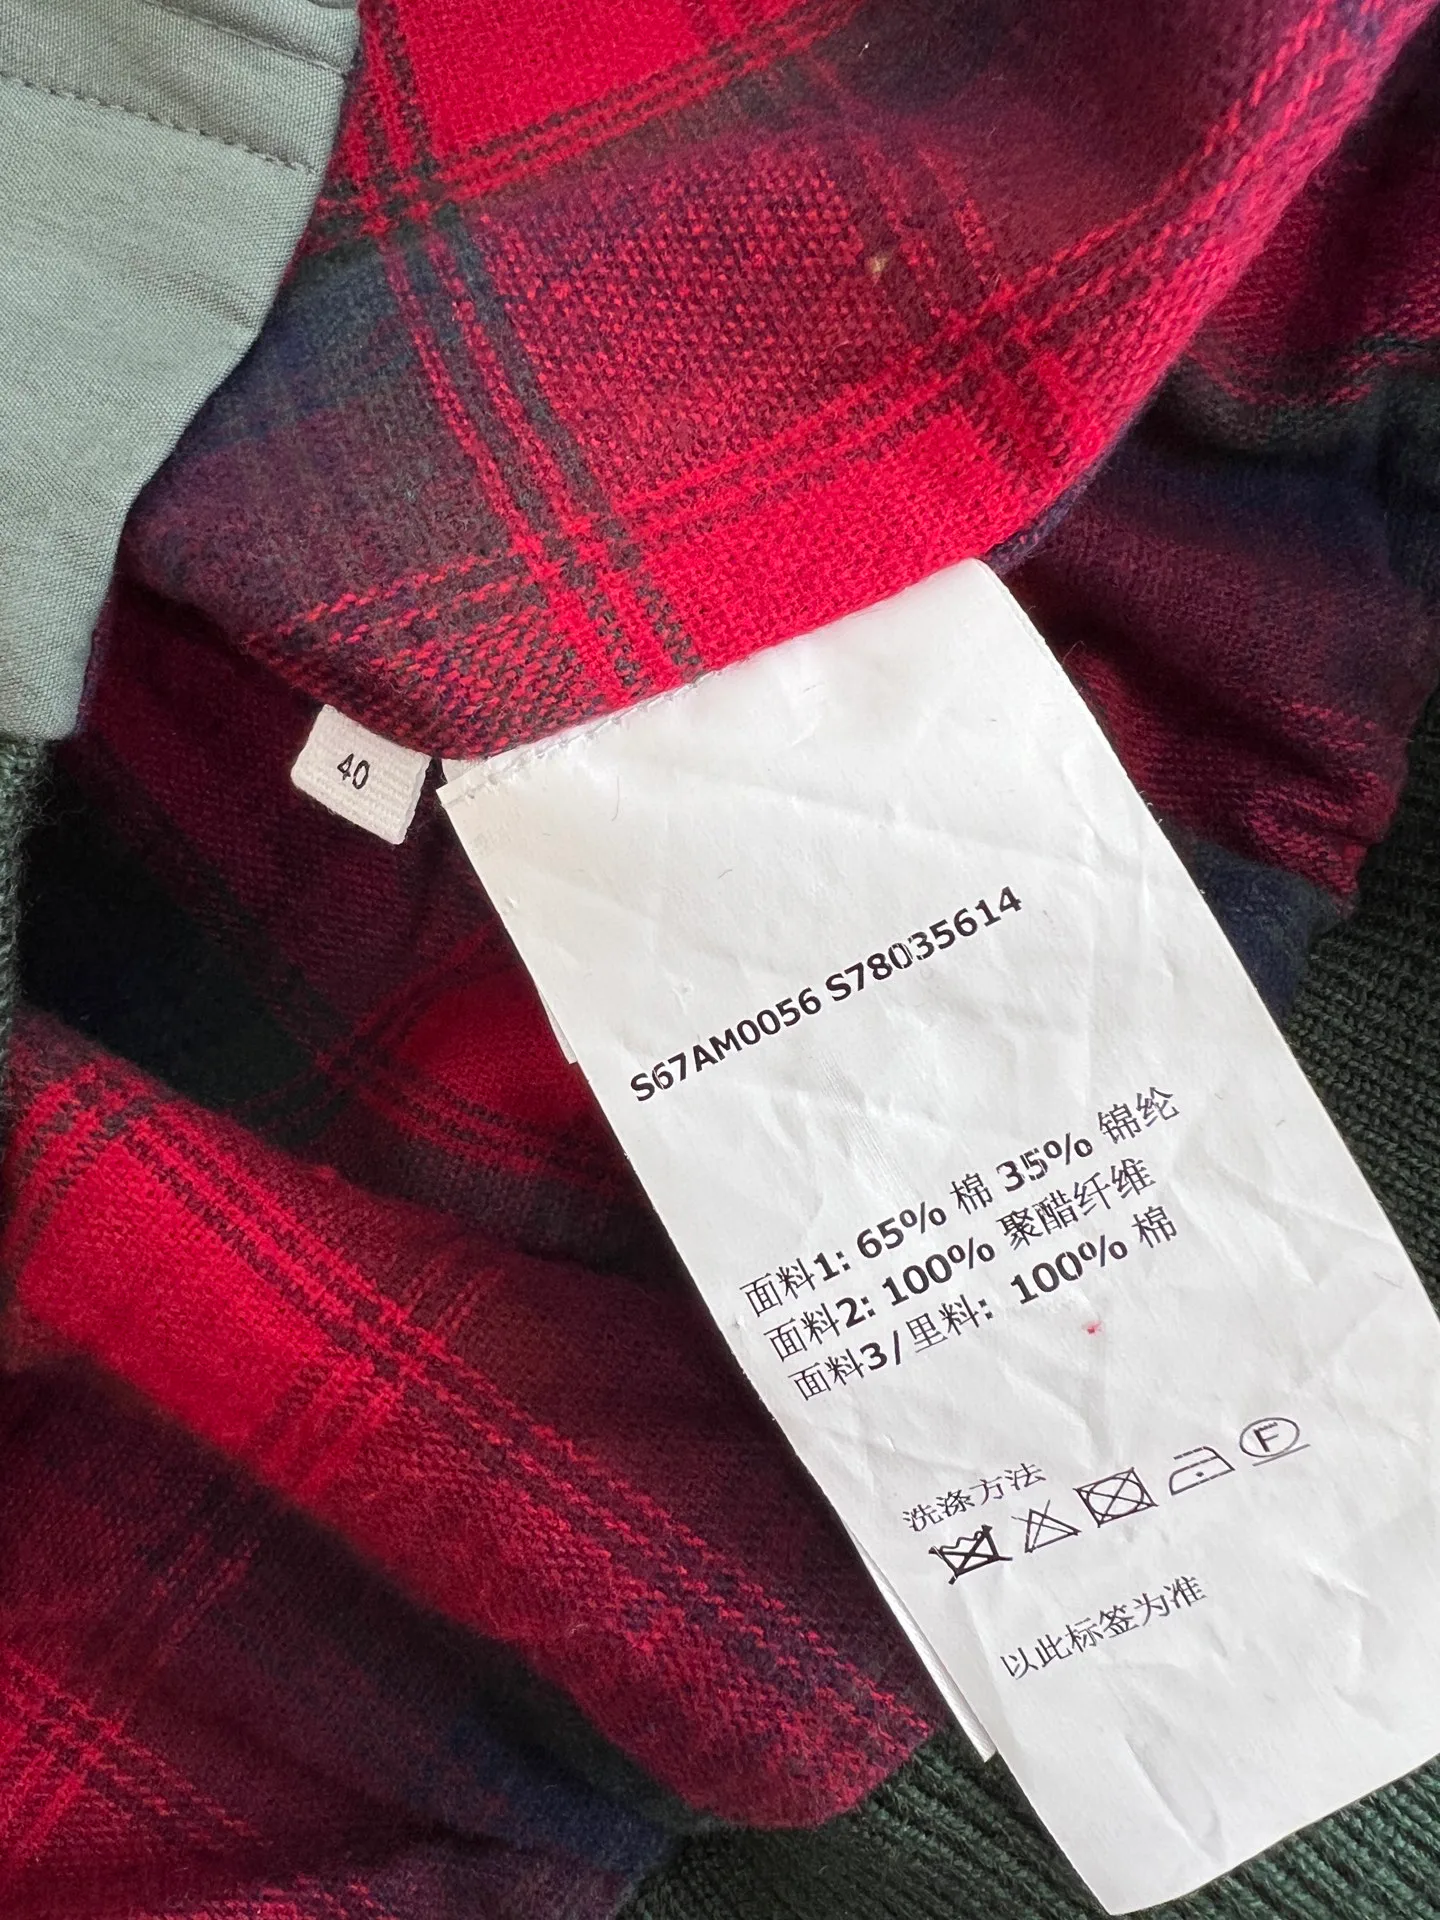 40
S67AM0056 S78035614
面料1: 65% 棉 35% 锦纶
面料2: 100% 聚醋纤维
面料3/里料: 100% 棉
洗涤方法
F
以此标签为准